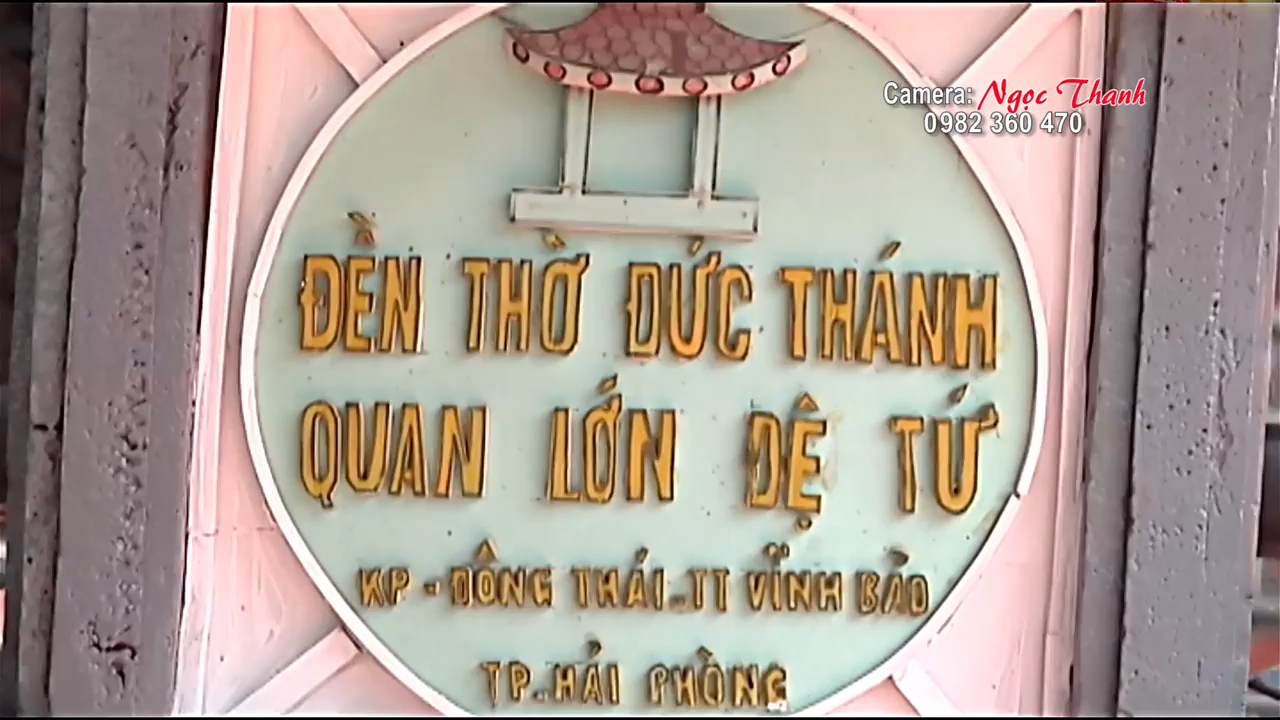 Camera: Ngọc Thanh
0982 360 470
ĐỀN THỜ ĐỨC THÁNH
QUAN LỚN ĐỆ TỨ
KP - ĐÔNG THÁI - TT VĨNH BẢO
TP - HẢI PHÒNG